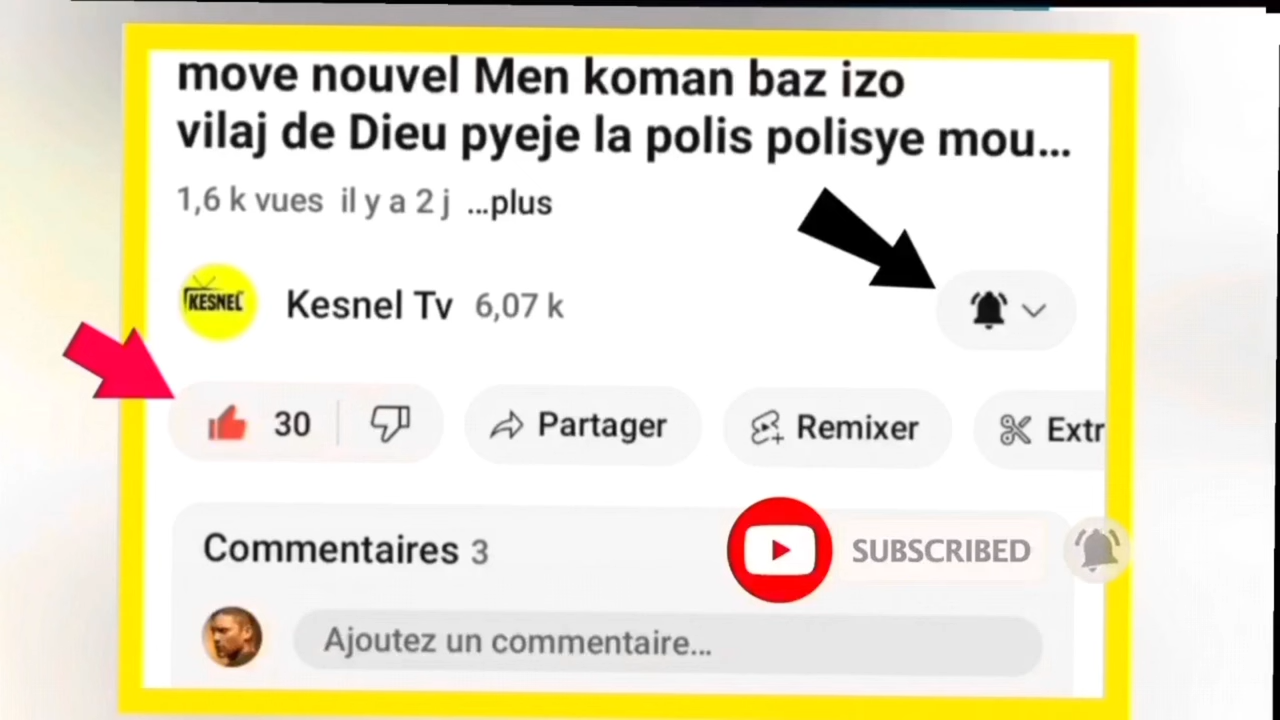 move nouvel Men koman baz izo
vilaj de Dieu pyeje la polis polisye mou...
1,6 k vues il y a 2 j ...plus
KESNEL
Kesnel Tv 6,07 k
30
Partager
Remixer
Extr
Commentaires 3
SUBSCRIBED
Ajoutez un commentaire...